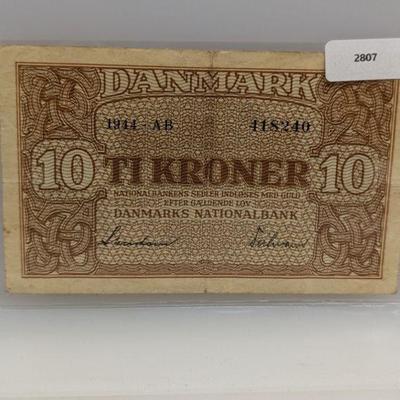 2807
DANMARK
1944 - AB 418240
10 TI KRONER 10
NATIONALBANKENS SEDLER INDLØSES MED GULD
EFTER GÆLDENDE LOV
DANMARKS NATIONALBANK